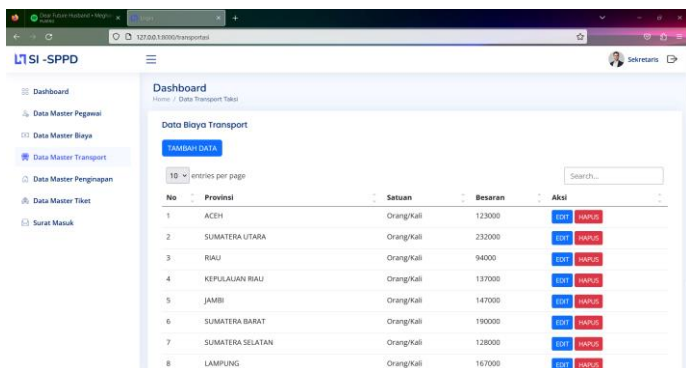 Dear Future Husband • Meghan
127.0.0.1:8000/transportasi
SI -SPPD
Sekretaris
Dashboard
Data Master Pegawai
Data Master Biaya
Data Master Transport
Data Master Penginapan
Data Master Tiket
Surat Masuk
Dashboard
Home / Data Transport Taksi
Data Biaya Transport
TAMBAH DATA
10 entries per page
Search...
No Provinsi Satuan Besaran Aksi
1 ACEH Orang/Kali 123000 EDIT HAPUS
2 SUMATERA UTARA Orang/Kali 232000 EDIT HAPUS
3 RIAU Orang/Kali 94000 EDIT HAPUS
4 KEPULAUAN RIAU Orang/Kali 137000 EDIT HAPUS
5 JAMBI Orang/Kali 147000 EDIT HAPUS
6 SUMATERA BARAT Orang/Kali 190000 EDIT HAPUS
7 SUMATERA SELATAN Orang/Kali 128000 EDIT HAPUS
8 LAMPUNG Orang/Kali 167000 EDIT HAPUS